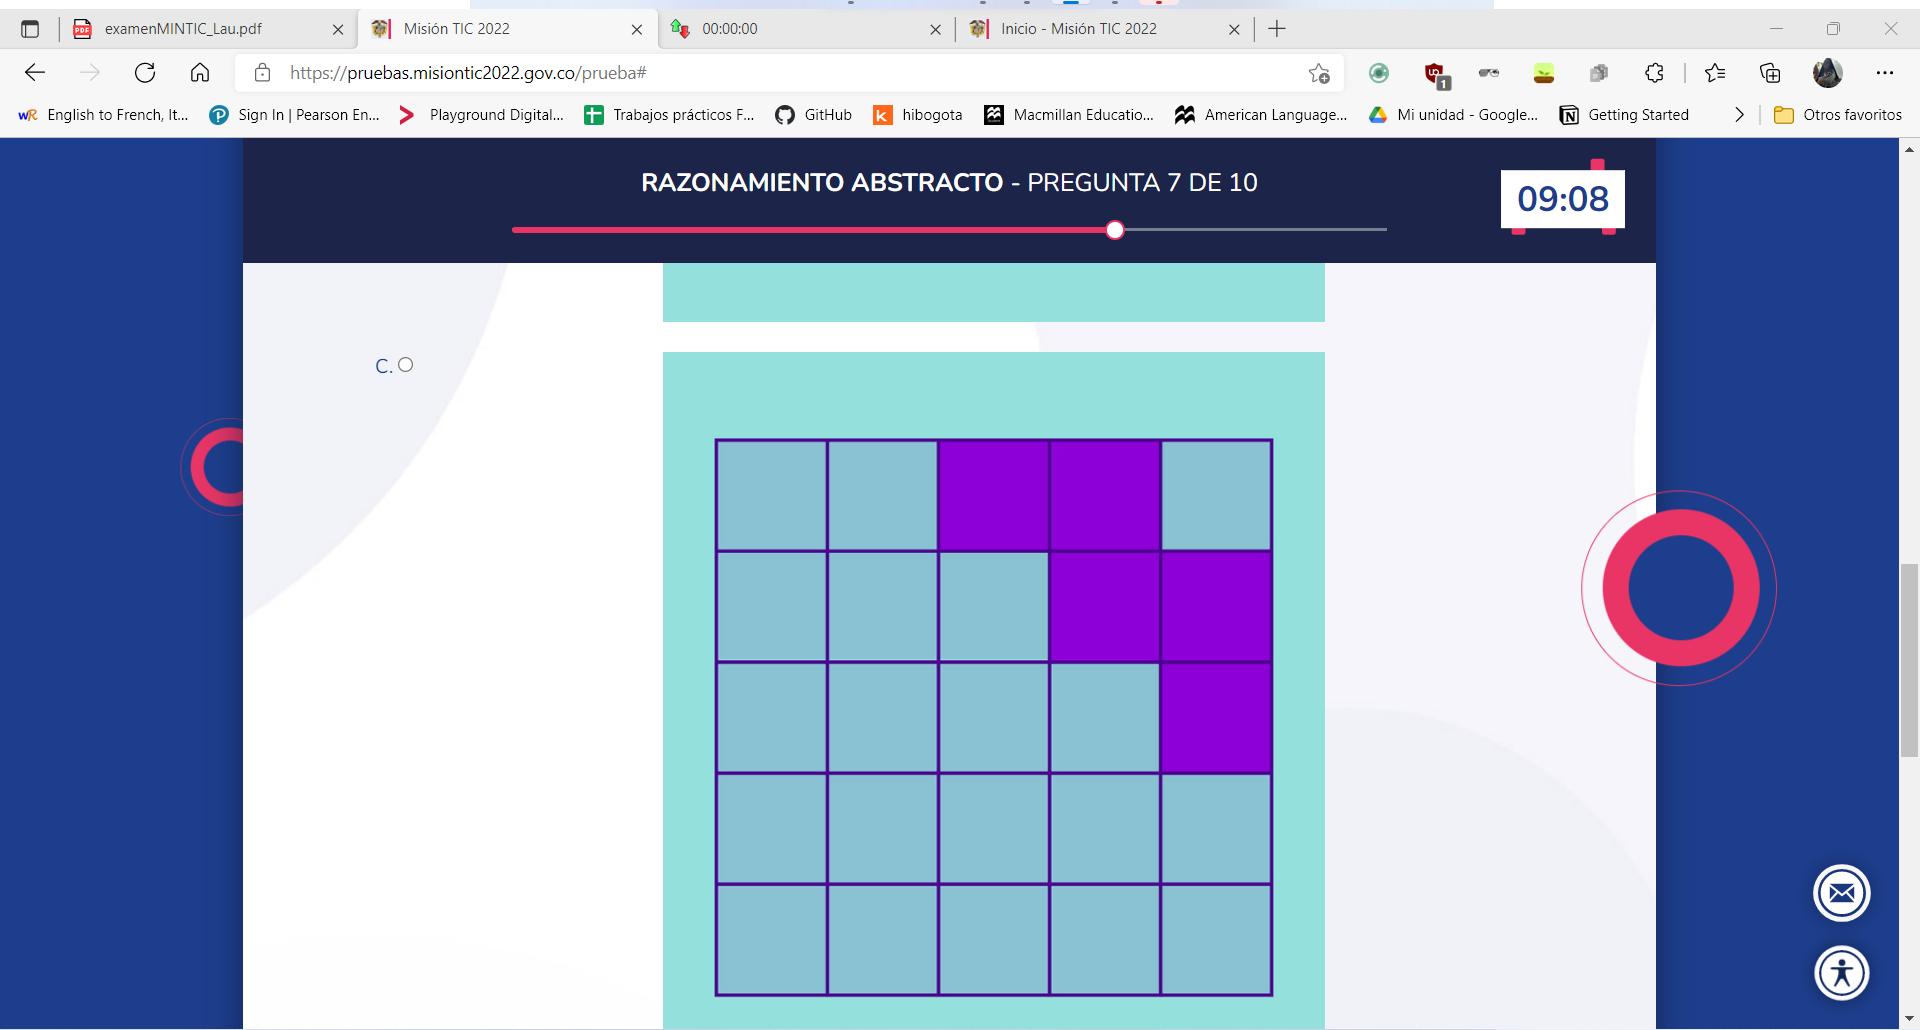 examenMINTIC_Lau.pdf
Misión TIC 2022
00:00:00
Inicio - Misión TIC 2022
https://pruebas.misiontic2022.gov.co/prueba#
1
English to French, It...
Sign In | Pearson En...
Playground Digital...
Trabajos prácticos F...
GitHub
hibogota
Macmillan Educatio...
American Language...
Mi unidad - Google...
Getting Started
Otros favoritos
RAZONAMIENTO ABSTRACTO - PREGUNTA 7 DE 10
09:08
C.